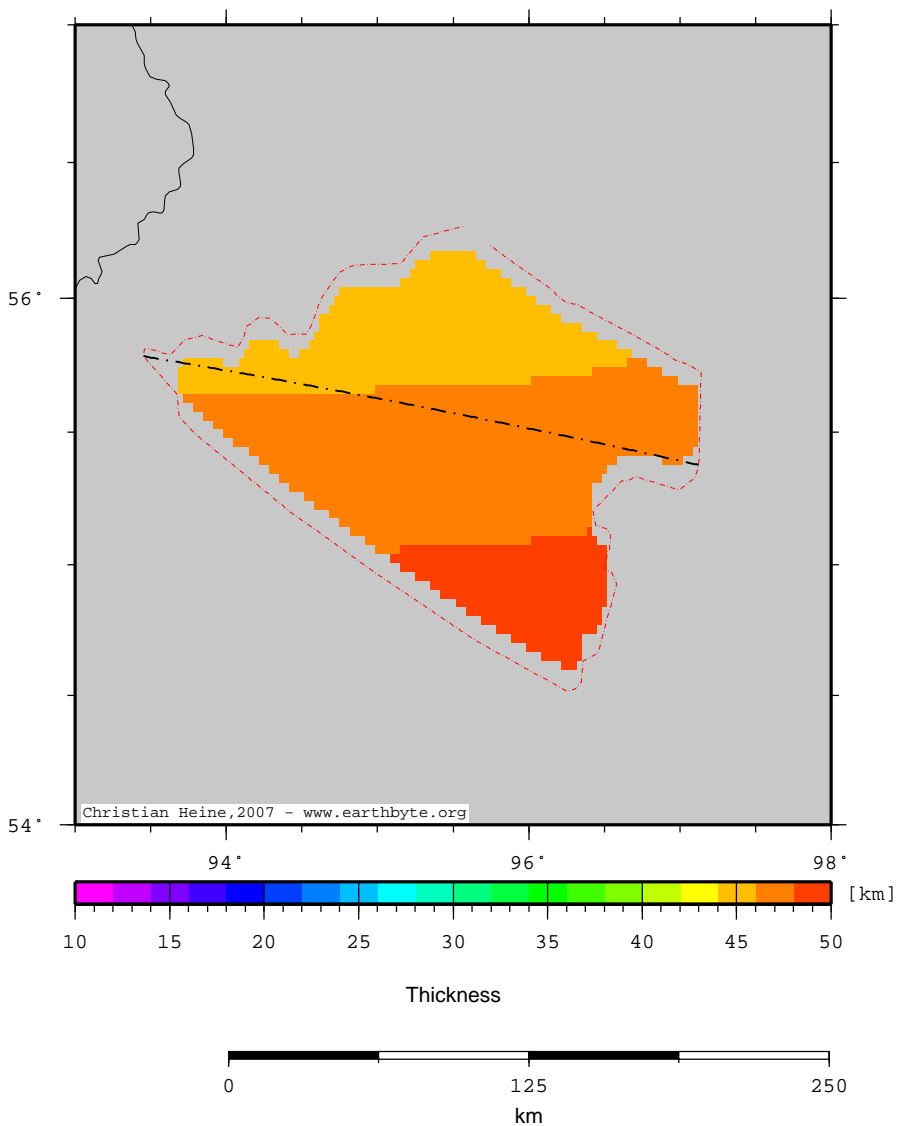 56°
Christian Heine,2007 - www.earthbyte.org
54°
94° 96° 98°
[km]
10 15 20 25 30 35 40 45 50
Thickness
0 125 250
km